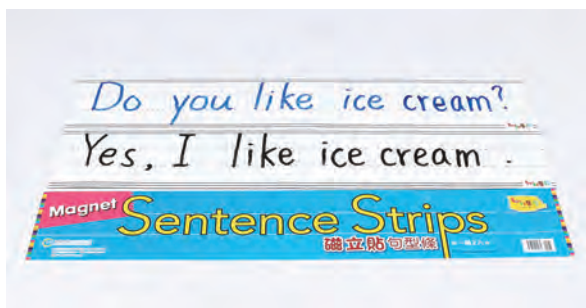 Do you like ice cream?
Yes, I like ice cream .
Magnet
Sentence Strips
磁立貼句型條